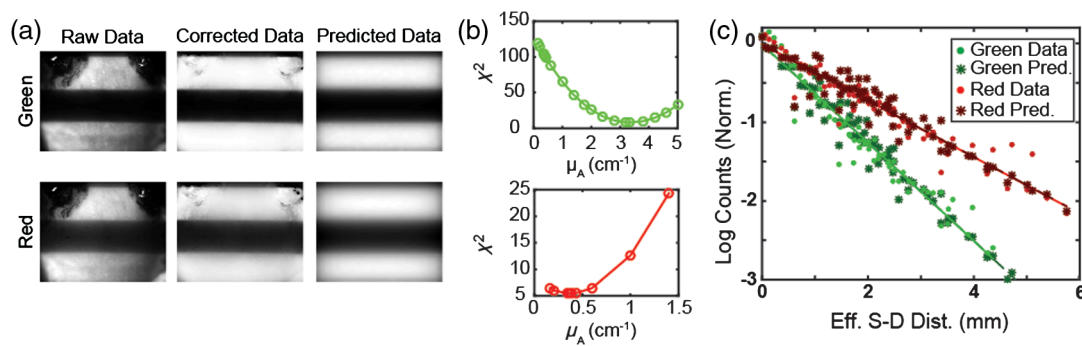 (a)
Raw Data Corrected Data Predicted Data
Green
Red
(b)
150
100
50
0
χ²
0 1 2 3 4 5
μA (cm⁻¹)
25
20
15
10
5
χ²
0 0.5 1 1.5
μA (cm⁻¹)
(c)
0
-1
-2
-3
Log Counts (Norm.)
Green Data
Green Pred.
Red Data
Red Pred.
0 2 4 6
Eff. S-D Dist. (mm)